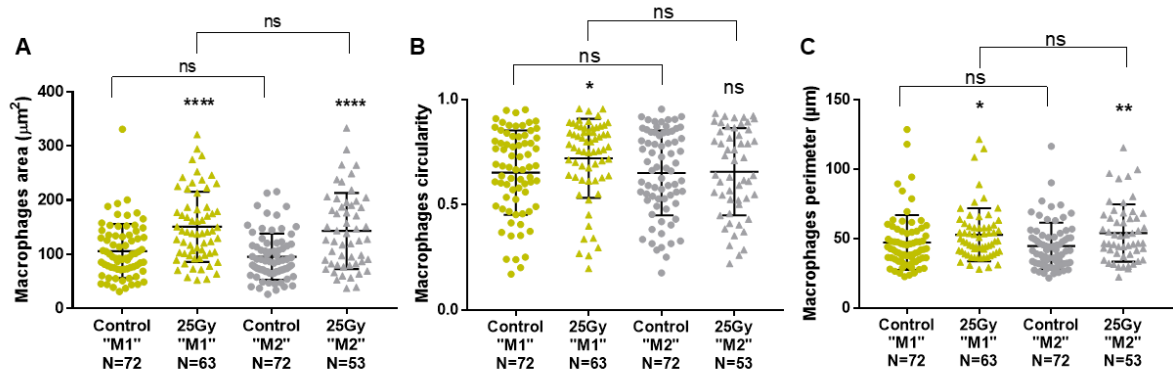 A
ns
ns
****
****
Macrophages area (μm²)
400
300
200
100
0
Control
"M1"
N=72
25Gy
"M1"
N=63
Control
"M2"
N=72
25Gy
"M2"
N=53
B
ns
ns
*
ns
Macrophages circularity
1.0
0.5
0.0
Control
"M1"
N=72
25Gy
"M1"
N=63
Control
"M2"
N=72
25Gy
"M2"
N=53
C
ns
ns
*
**
Macrophages perimeter (μm)
150
100
50
0
Control
"M1"
N=72
25Gy
"M1"
N=63
Control
"M2"
N=72
25Gy
"M2"
N=53